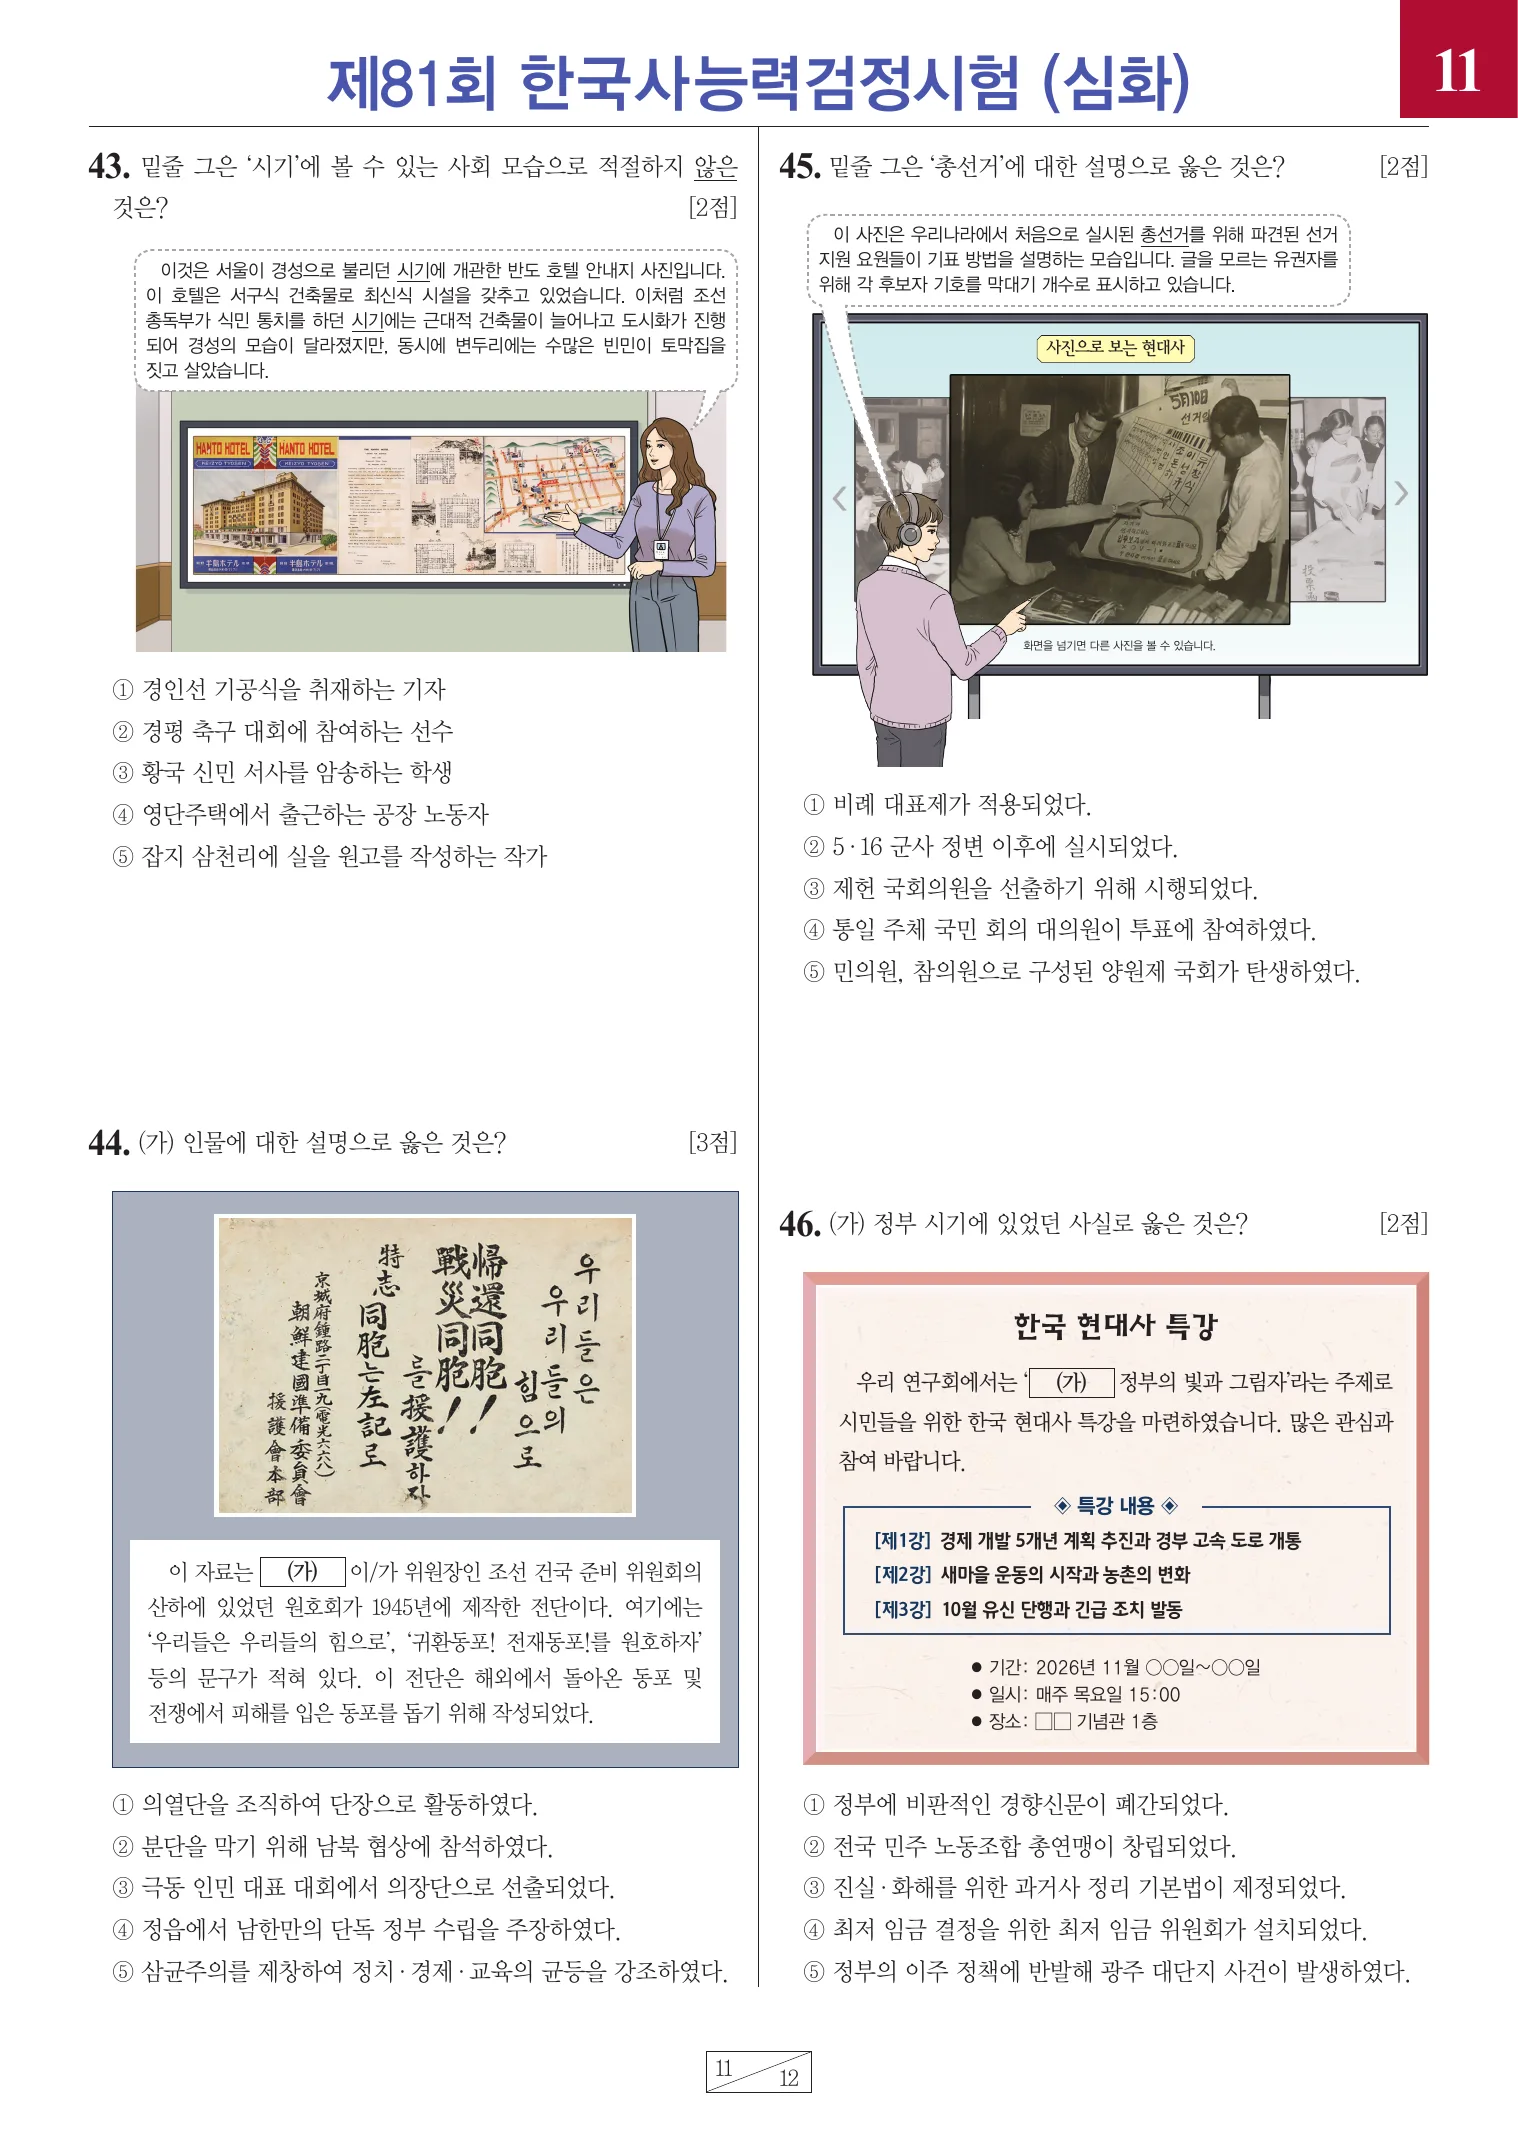 제81회 한국사능력검정시험 (심화)
11
43. 밑줄 그은 ‘시기’에 볼 수 있는 사회 모습으로 적절하지 않은
것은? [2점]
이것은 서울이 경성으로 불리던 시기에 개관한 반도 호텔 안내지 사진입니다.
이 호텔은 서구식 건축물로 최신식 시설을 갖추고 있었습니다. 이처럼 조선
총독부가 식민 통치를 하던 시기에는 근대적 건축물이 늘어나고 도시화가 진행
되어 경성의 모습이 달라졌지만, 동시에 변두리에는 수많은 빈민이 토막집을
짓고 살았습니다.
HANTO HOTEL HANTO HOTEL
KEIZYO TYOSEN KEIZYO TYOSEN
半島ホテル 半島ホテル
① 경인선 기공식을 취재하는 기자
② 경평 축구 대회에 참여하는 선수
③ 황국 신민 서사를 암송하는 학생
④ 영단주택에서 출근하는 공장 노동자
⑤ 잡지 삼천리에 실을 원고를 작성하는 작가
44. (가) 인물에 대한 설명으로 옳은 것은? [3점]
우리들은
우리들의
힘으로
帰還同胞!
戰災同胞!
를 援護하자
特志同胞는左記로
京城府鍾路二丁目一九(電光六六八)
朝鮮建國準備委員會
援護會本部
이 자료는 (가) 이/가 위원장인 조선 건국 준비 위원회의
산하에 있었던 원호회가 1945년에 제작한 전단이다. 여기에는
‘우리들은 우리들의 힘으로’, ‘귀환동포! 전재동포!를 원호하자’
등의 문구가 적혀 있다. 이 전단은 해외에서 돌아온 동포 및
전쟁에서 피해를 입은 동포를 돕기 위해 작성되었다.
① 의열단을 조직하여 단장으로 활동하였다.
② 분단을 막기 위해 남북 협상에 참석하였다.
③ 극동 인민 대표 대회에서 의장단으로 선출되었다.
④ 정읍에서 남한만의 단독 정부 수립을 주장하였다.
⑤ 삼균주의를 제창하여 정치·경제·교육의 균등을 강조하였다.
45. 밑줄 그은 ‘총선거’에 대한 설명으로 옳은 것은? [2점]
이 사진은 우리나라에서 처음으로 실시된 총선거를 위해 파견된 선거
지원 요원들이 기표 방법을 설명하는 모습입니다. 글을 모르는 유권자를
위해 각 후보자 기호를 막대기 개수로 표시하고 있습니다.
사진으로 보는 현대사
5月10日
선거일
投票
화면을 넘기면 다른 사진을 볼 수 있습니다.
① 비례 대표제가 적용되었다.
② 5·16 군사 정변 이후에 실시되었다.
③ 제헌 국회의원을 선출하기 위해 시행되었다.
④ 통일 주체 국민 회의 대의원이 투표에 참여하였다.
⑤ 민의원, 참의원으로 구성된 양원제 국회가 탄생하였다.
46. (가) 정부 시기에 있었던 사실로 옳은 것은? [2점]
한국 현대사 특강
우리 연구회에서는 ‘ (가) 정부의 빛과 그림자’라는 주제로
시민들을 위한 한국 현대사 특강을 마련하였습니다. 많은 관심과
참여 바랍니다.
◈ 특강 내용 ◈
[제1강] 경제 개발 5개년 계획 추진과 경부 고속 도로 개통
[제2강] 새마을 운동의 시작과 농촌의 변화
[제3강] 10월 유신 단행과 긴급 조치 발동
● 기간: 2026년 11월 ○○일~○○일
● 일시: 매주 목요일 15:00
● 장소: □□ 기념관 1층
① 정부에 비판적인 경향신문이 폐간되었다.
② 전국 민주 노동조합 총연맹이 창립되었다.
③ 진실·화해를 위한 과거사 정리 기본법이 제정되었다.
④ 최저 임금 결정을 위한 최저 임금 위원회가 설치되었다.
⑤ 정부의 이주 정책에 반발해 광주 대단지 사건이 발생하였다.
11
12